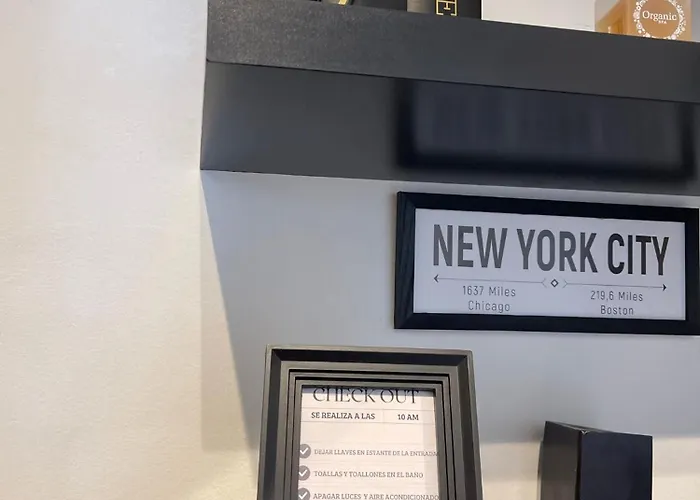 Organic
SPA
NEW YORK CITY
1637 Miles
Chicago
219,6 Miles
Boston
CHECK OUT
SE REALIZA A LAS 10 AM
DEJAR LLAVES EN ESTANTE DE LA ENTRADA
TOALLAS Y TOALLONES EN EL BAÑO
APAGAR LUCES Y AIRE ACONDICIONADO